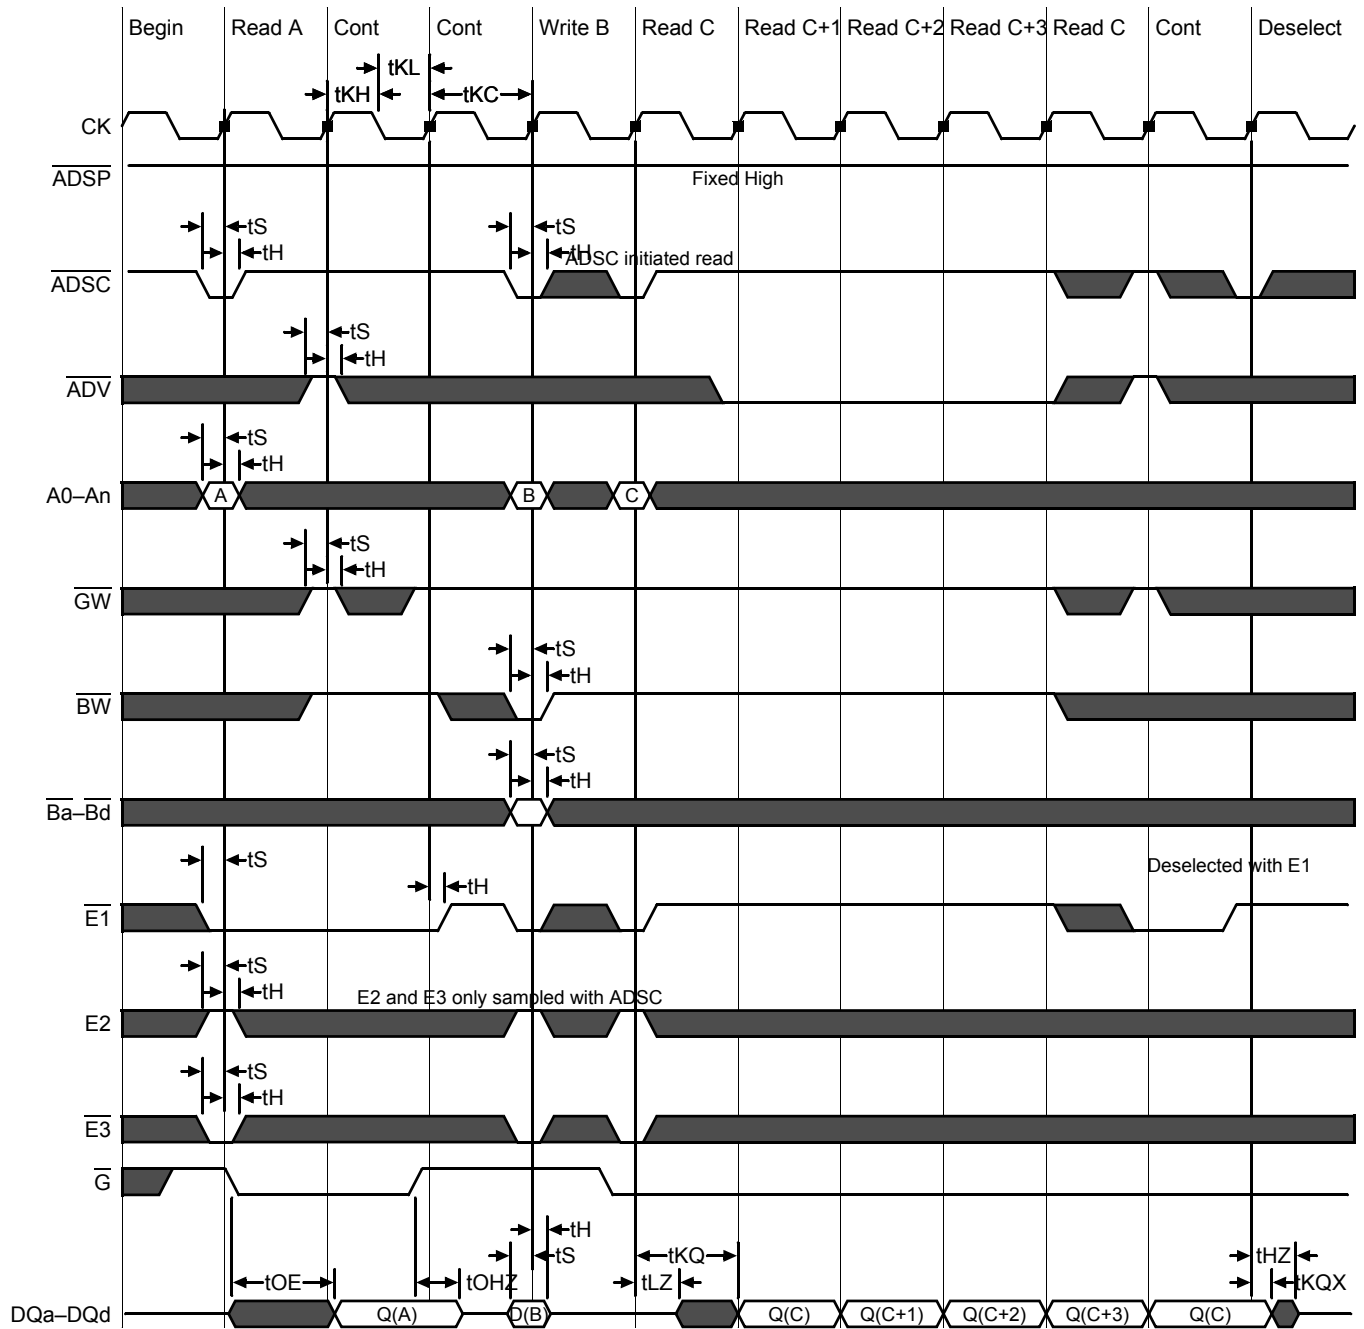 Begin Read A Cont Cont Write B Read C Read C+1 Read C+2 Read C+3 Read C Cont Deselect
tKL
tKH tKC
CK
ADSP
Fixed High
tS tS
tH tH
ADSC initiated read
ADSC
tS
tH
ADV
tS
tH
A0–An A B C
tS
tH
GW
tS
tH
BW
tS
tH
Ba–Bd
tS Deselected with E1
tH
E1
tS
tH
E2 and E3 only sampled with ADSC
E2
tS
tH
E3
G
tH
tS tKQ tHZ
tOE tOHZ tLZ tKQX
DQa–DQd Q(A) D(B) Q(C) Q(C+1) Q(C+2) Q(C+3) Q(C)